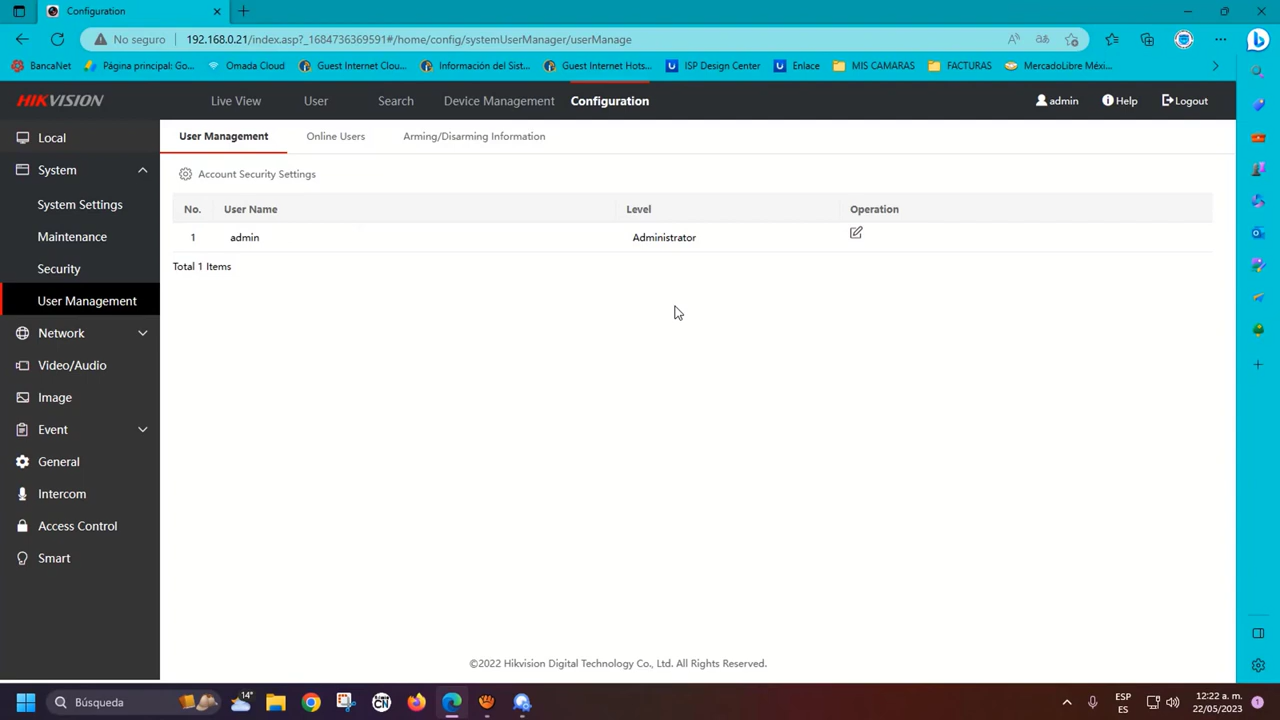 Configuration
No seguro
192.168.0.21/index.asp?_1684736369591#/home/config/systemUserManager/userManage
BancaNet
Página principal: Go...
Omada Cloud
Guest Internet Clou...
Información del Sist...
Guest Internet Hots...
ISP Design Center
Enlace
MIS CAMARAS
FACTURAS
MercadoLibre Méxi...
HIKVISION
Live View
User
Search
Device Management
Configuration
admin
Help
Logout
Local
System
System Settings
Maintenance
Security
User Management
Network
Video/Audio
Image
Event
General
Intercom
Access Control
Smart
User Management
Online Users
Arming/Disarming Information
Account Security Settings
No. User Name Level Operation
1 admin Administrator
Total 1 Items
©2022 Hikvision Digital Technology Co., Ltd. All Rights Reserved.
Búsqueda
14°
CN
ESP
ES
12:22 a. m.
22/05/2023